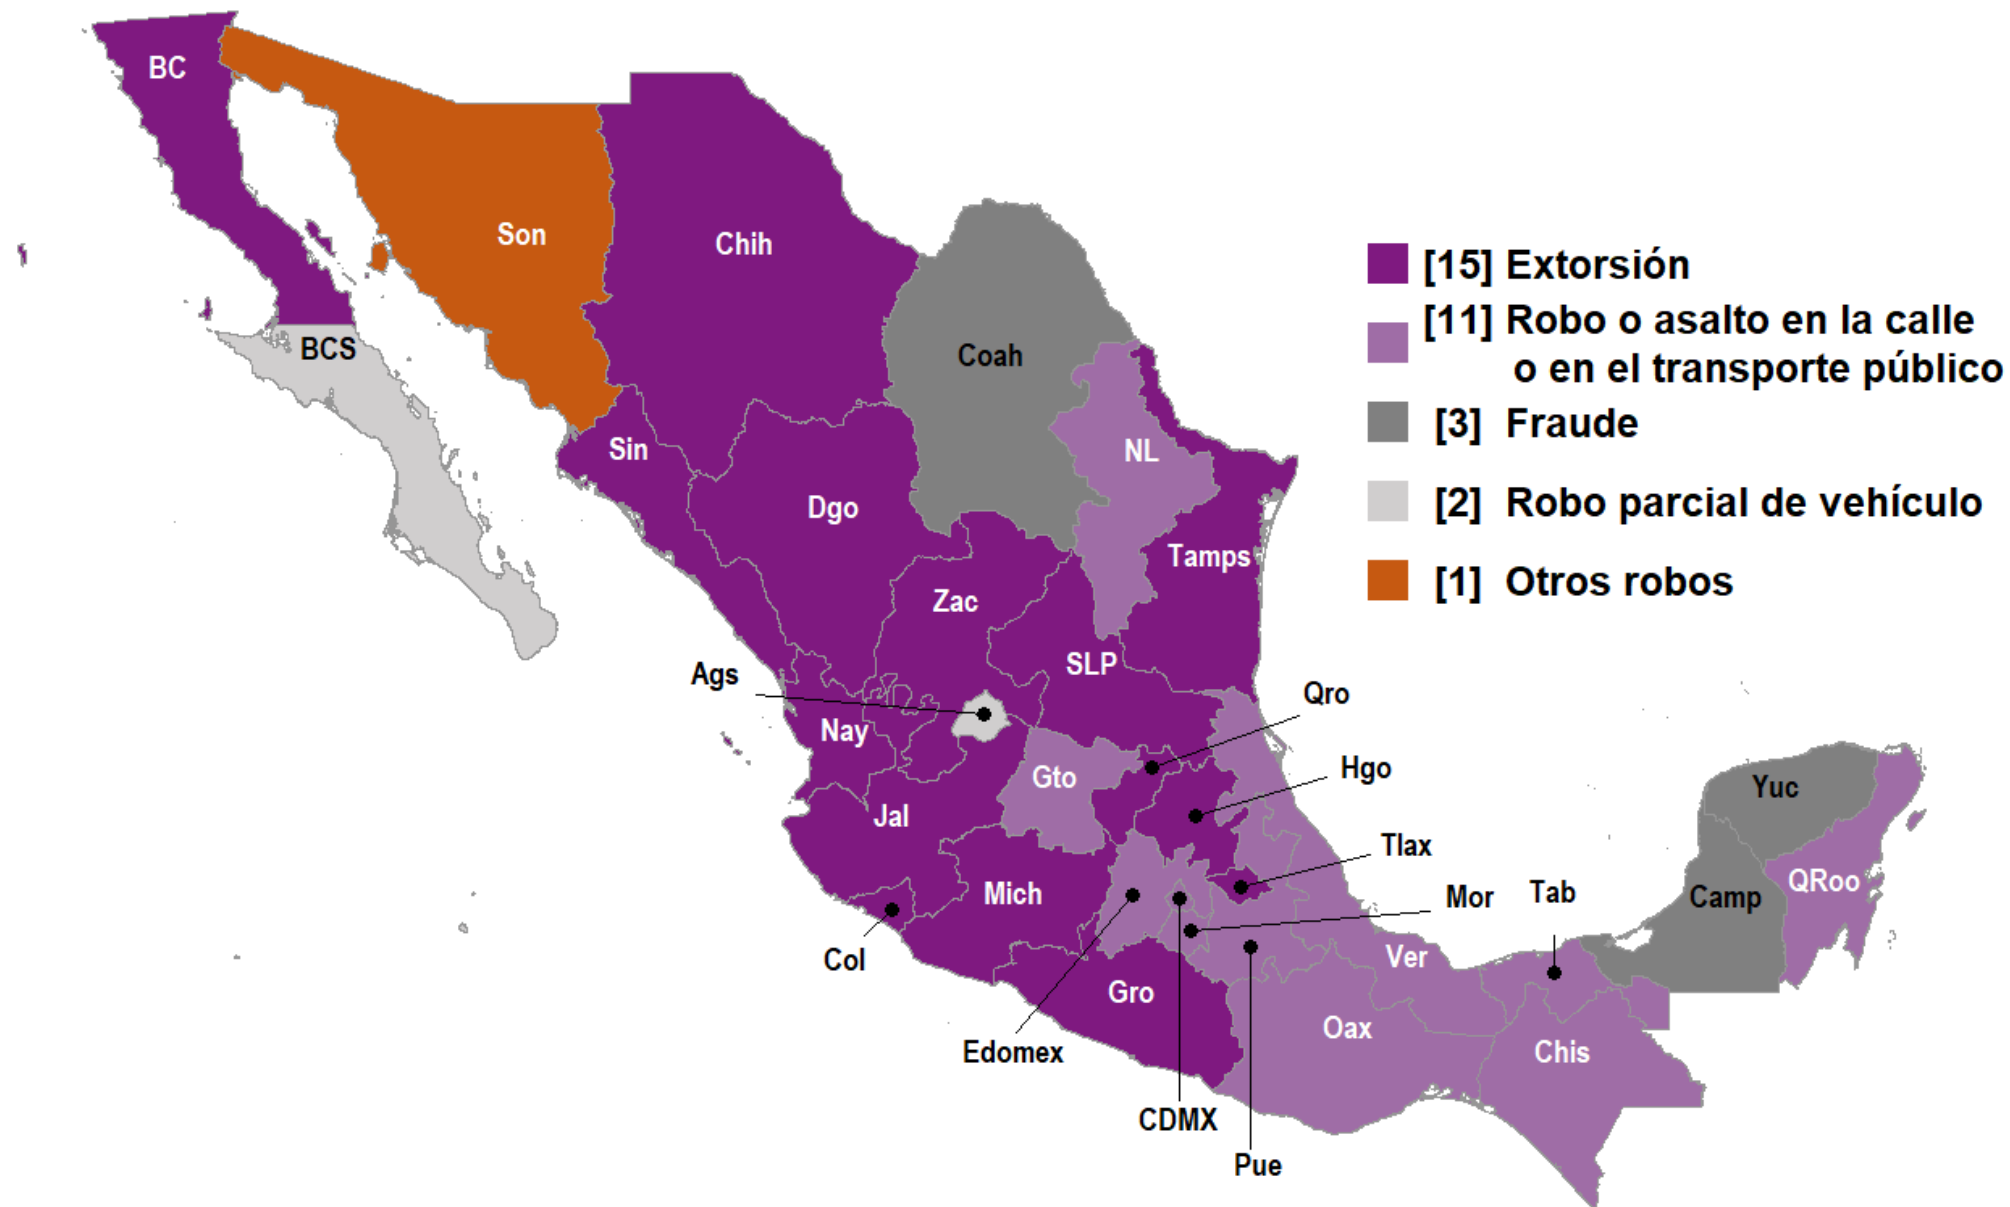 BC
Son
Chih
[15] Extorsión
[11] Robo o asalto en la calle
o en el transporte público
BCS
Coah
[3] Fraude
Sin
NL
Dgo
[2] Robo parcial de vehículo
Tamps
[1] Otros robos
Zac
SLP
Ags
Qro
Nay
Hgo
Gto
Yuc
Jal
Tlax
QRoo
Mich
Mor
Tab
Camp
Col
Ver
Gro
Oax
Edomex
Chis
CDMX
Pue